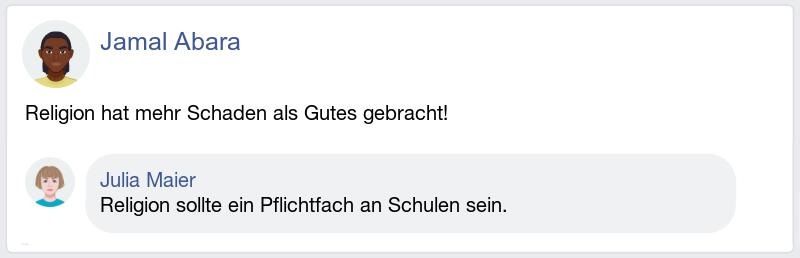 Jamal Abara
Religion hat mehr Schaden als Gutes gebracht!
Julia Maier
Religion sollte ein Pflichtfach an Schulen sein.